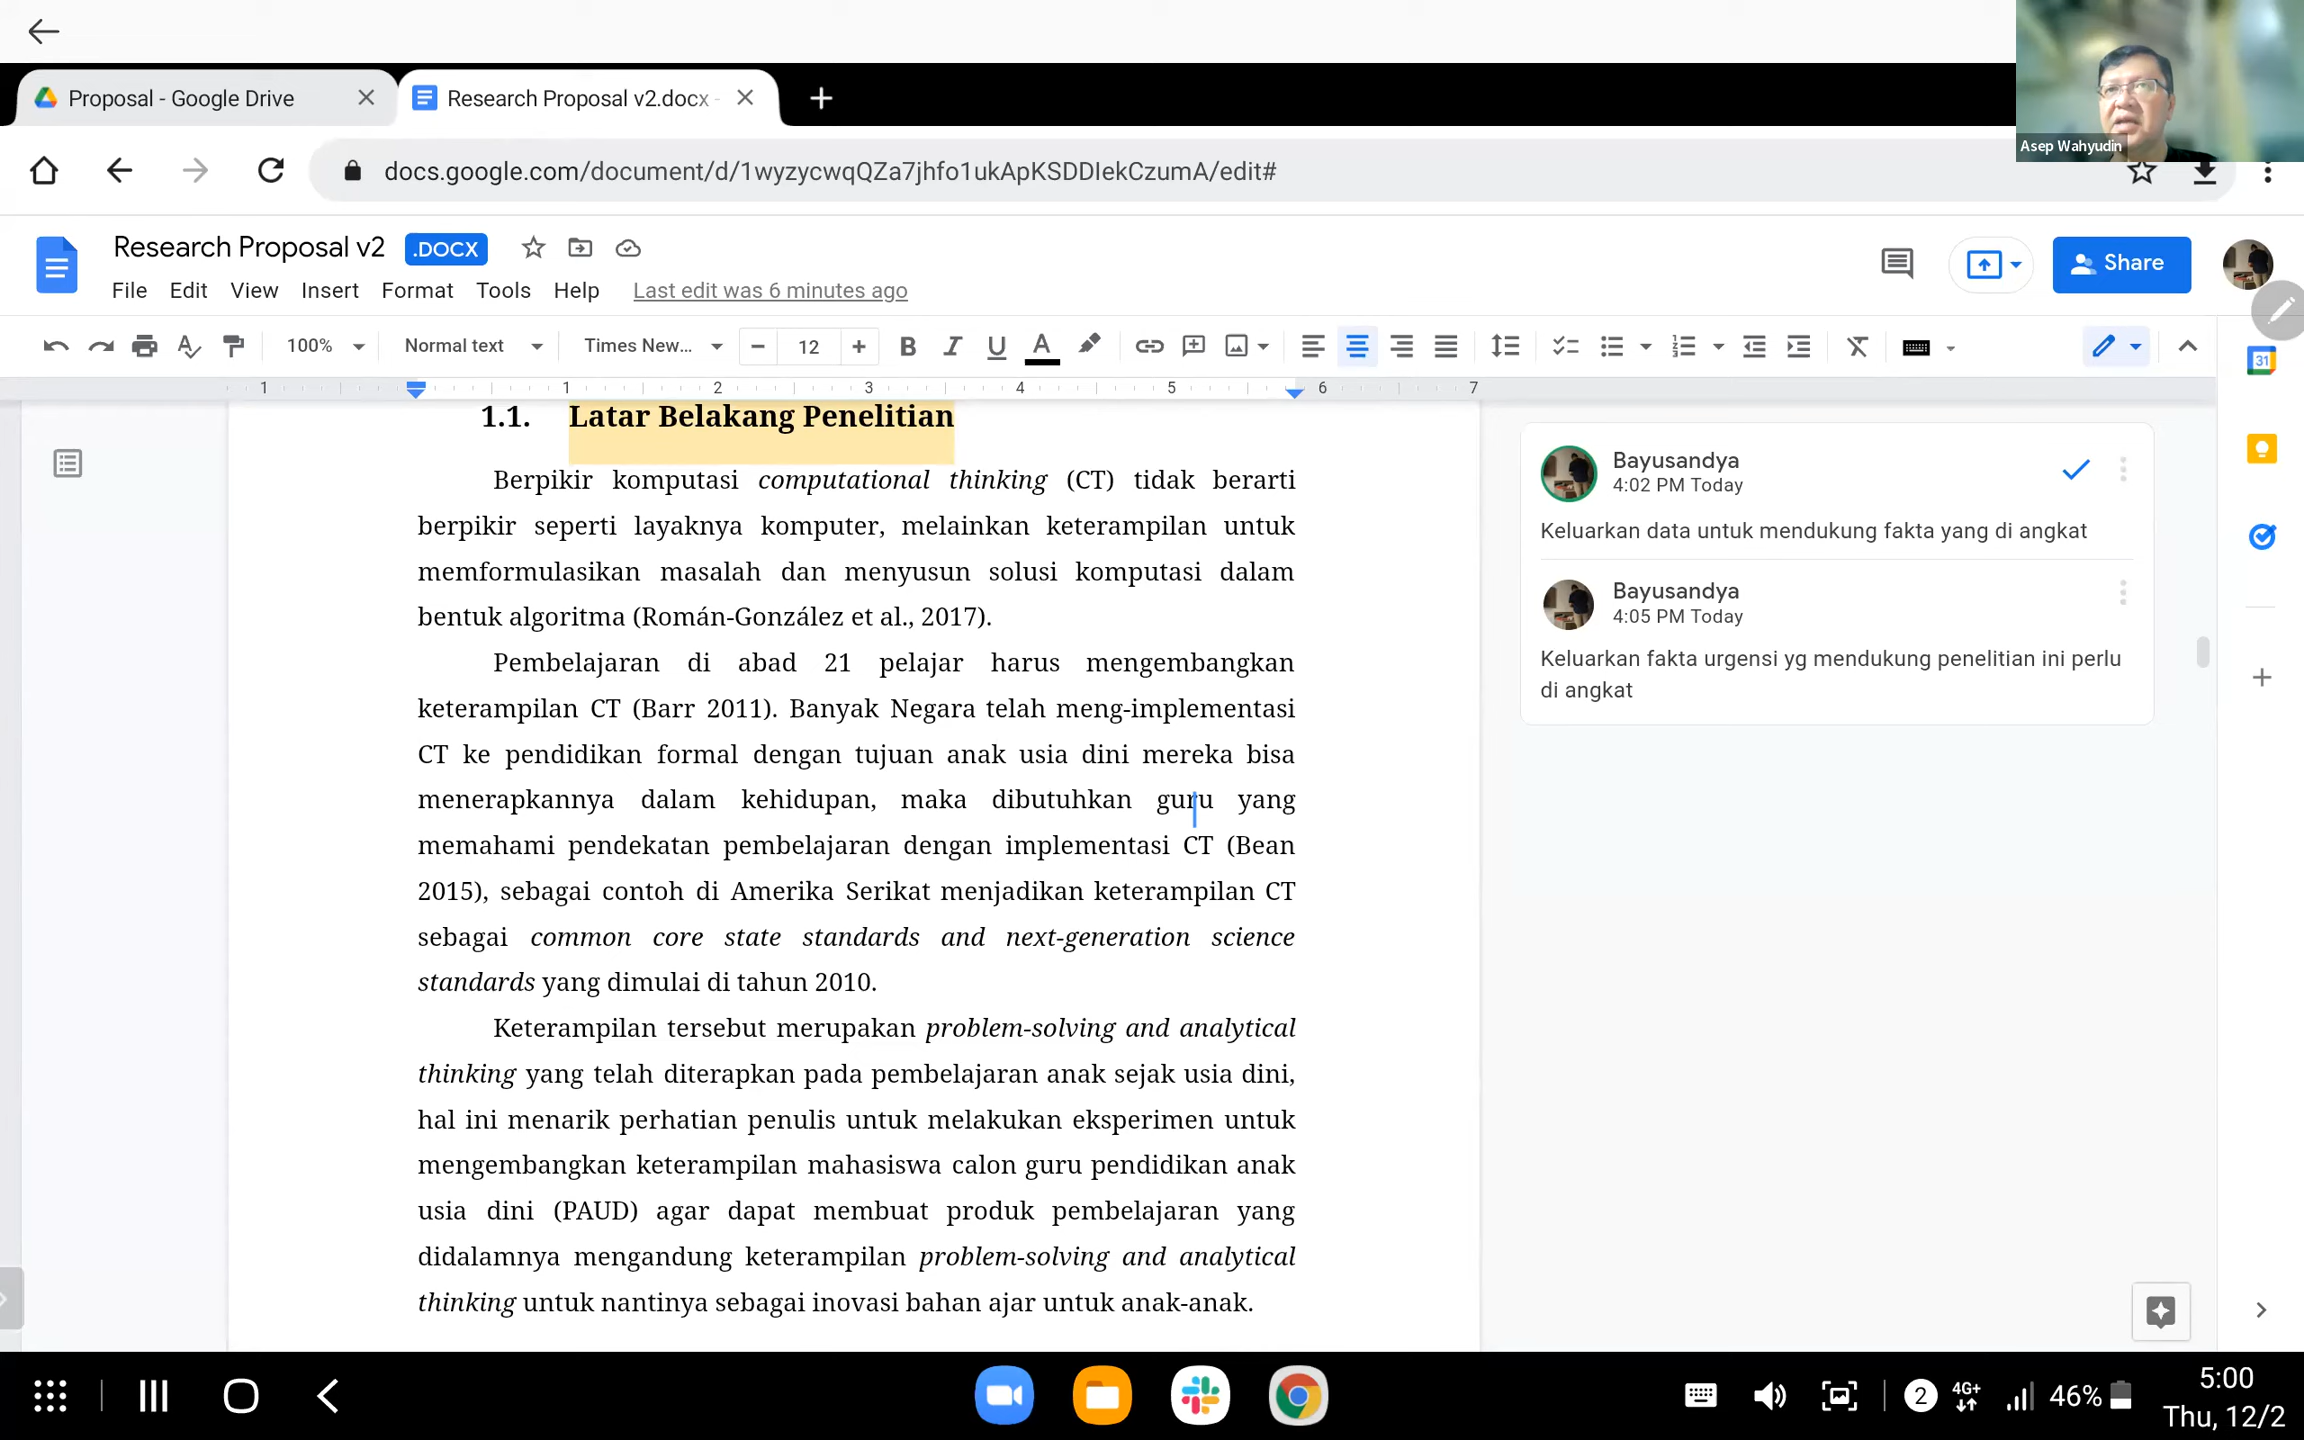 Asep Wahyudin
Proposal - Google Drive
Research Proposal v2.docx -
docs.google.com/document/d/1wyzycwqQZa7jhfo1ukApKSDDIekCzumA/edit#
Research Proposal v2 .DOCX
Share
File Edit View Insert Format Tools Help Last edit was 6 minutes ago
100% Normal text Times New... 12
1 1 2 3 4 5 6 7
1.1. Latar Belakang Penelitian
Berpikir komputasi computational thinking (CT) tidak berarti
berpikir seperti layaknya komputer, melainkan keterampilan untuk
memformulasikan masalah dan menyusun solusi komputasi dalam
bentuk algoritma (Román-González et al., 2017).
Pembelajaran di abad 21 pelajar harus mengembangkan
keterampilan CT (Barr 2011). Banyak Negara telah meng-implementasi
CT ke pendidikan formal dengan tujuan anak usia dini mereka bisa
menerapkannya dalam kehidupan, maka dibutuhkan guru yang
memahami pendekatan pembelajaran dengan implementasi CT (Bean
2015), sebagai contoh di Amerika Serikat menjadikan keterampilan CT
sebagai common core state standards and next-generation science
standards yang dimulai di tahun 2010.
Keterampilan tersebut merupakan problem-solving and analytical
thinking yang telah diterapkan pada pembelajaran anak sejak usia dini,
hal ini menarik perhatian penulis untuk melakukan eksperimen untuk
mengembangkan keterampilan mahasiswa calon guru pendidikan anak
usia dini (PAUD) agar dapat membuat produk pembelajaran yang
didalamnya mengandung keterampilan problem-solving and analytical
thinking untuk nantinya sebagai inovasi bahan ajar untuk anak-anak.
Bayusandya
4:02 PM Today
Keluarkan data untuk mendukung fakta yang di angkat
Bayusandya
4:05 PM Today
Keluarkan fakta urgensi yg mendukung penelitian ini perlu
di angkat
31
2 4G+ 46%
5:00
Thu, 12/2